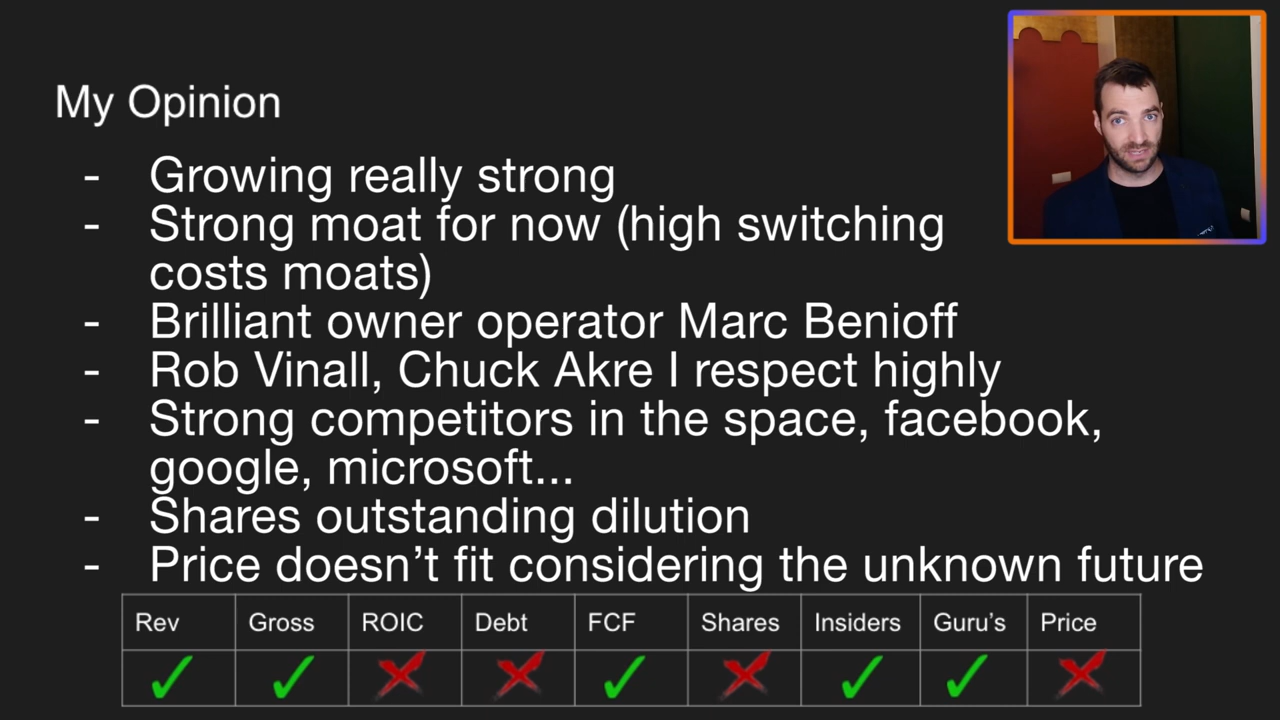 My Opinion
- Growing really strong
- Strong moat for now (high switching
costs moats)
- Brilliant owner operator Marc Benioff
- Rob Vinall, Chuck Akre I respect highly
- Strong competitors in the space, facebook,
google, microsoft...
- Shares outstanding dilution
- Price doesn’t fit considering the unknown future
Rev Gross ROIC Debt FCF Shares Insiders Guru’s Price